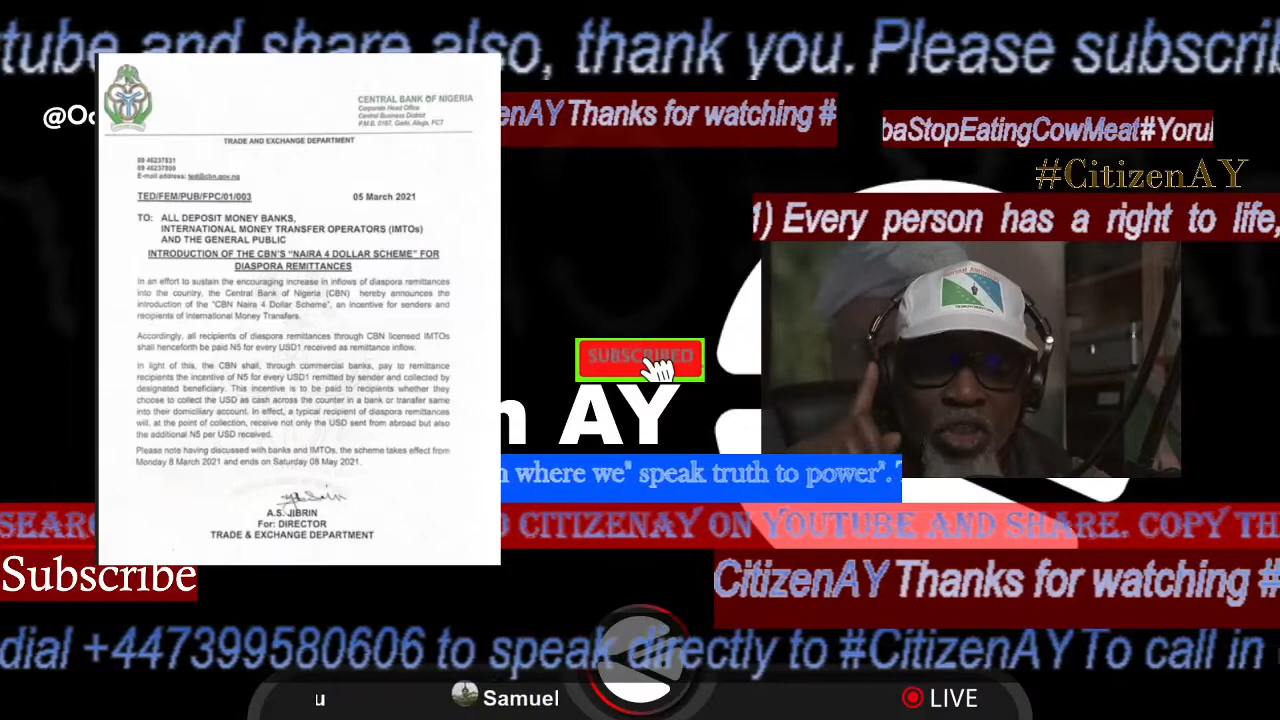 tube and share also, thank you. Please subscrib
@Oc
enAY Thanks for watching #
baStopEatingCowMeat#Yorul
#CitizenAY
f) Every person has a right to life,
CENTRAL BANK OF NIGERIA
Corporate Head Office
Central Business District
P.M.B. 0187, Garki, Abuja, FCT
TRADE AND EXCHANGE DEPARTMENT
09 46237831
E-mail address: ted@cbn.gov.ng
TED/FEM/PUB/FPC/01/003 05 March 2021
TO: ALL DEPOSIT MONEY BANKS,
INTERNATIONAL MONEY TRANSFER OPERATORS (IMTOs)
AND THE GENERAL PUBLIC
INTRODUCTION OF THE CBN'S "NAIRA 4 DOLLAR SCHEME" FOR
DIASPORA REMITTANCES
In an effort to sustain the encouraging increase in inflows of diaspora remittances
into the country, the Central Bank of Nigeria (CBN) hereby announces the
introduction of the "CBN Naira 4 Dollar Scheme", an incentive for senders and
recipients of International Money Transfers.
Accordingly, all recipients of diaspora remittances through CBN licensed IMTOs
shall henceforth be paid N5 for every USD1 received as remittance inflow.
In light of this, the CBN shall, through commercial banks, pay to remittance
recipients the incentive of N5 for every USD1 remitted by sender and collected by
designated beneficiary. This incentive is to be paid to recipients whether they
choose to collect the USD as cash across the counter in a bank or transfer same
into their domiciliary account. In effect, a typical recipient of diaspora remittances
will, at the point of collection, receive not only the USD sent from abroad but also
the additional N5 per USD received.
Please note having discussed with banks and IMTOs, the scheme takes effect from
Monday 8 March 2021 and ends on Saturday 08 May 2021.
A.S. JIBRIN
For: DIRECTOR
TRADE & EXCHANGE DEPARTMENT
SUBSCRIBED
n AY
n where we" speak truth to power". T
SEARC
O CITIZENAY ON YOUTUBE AND SHARE. COPY TH
Subscribe
CitizenAY Thanks for watching #
dial +447399580606 to speak directly to #CitizenAY To call in
u
Samuel
LIVE